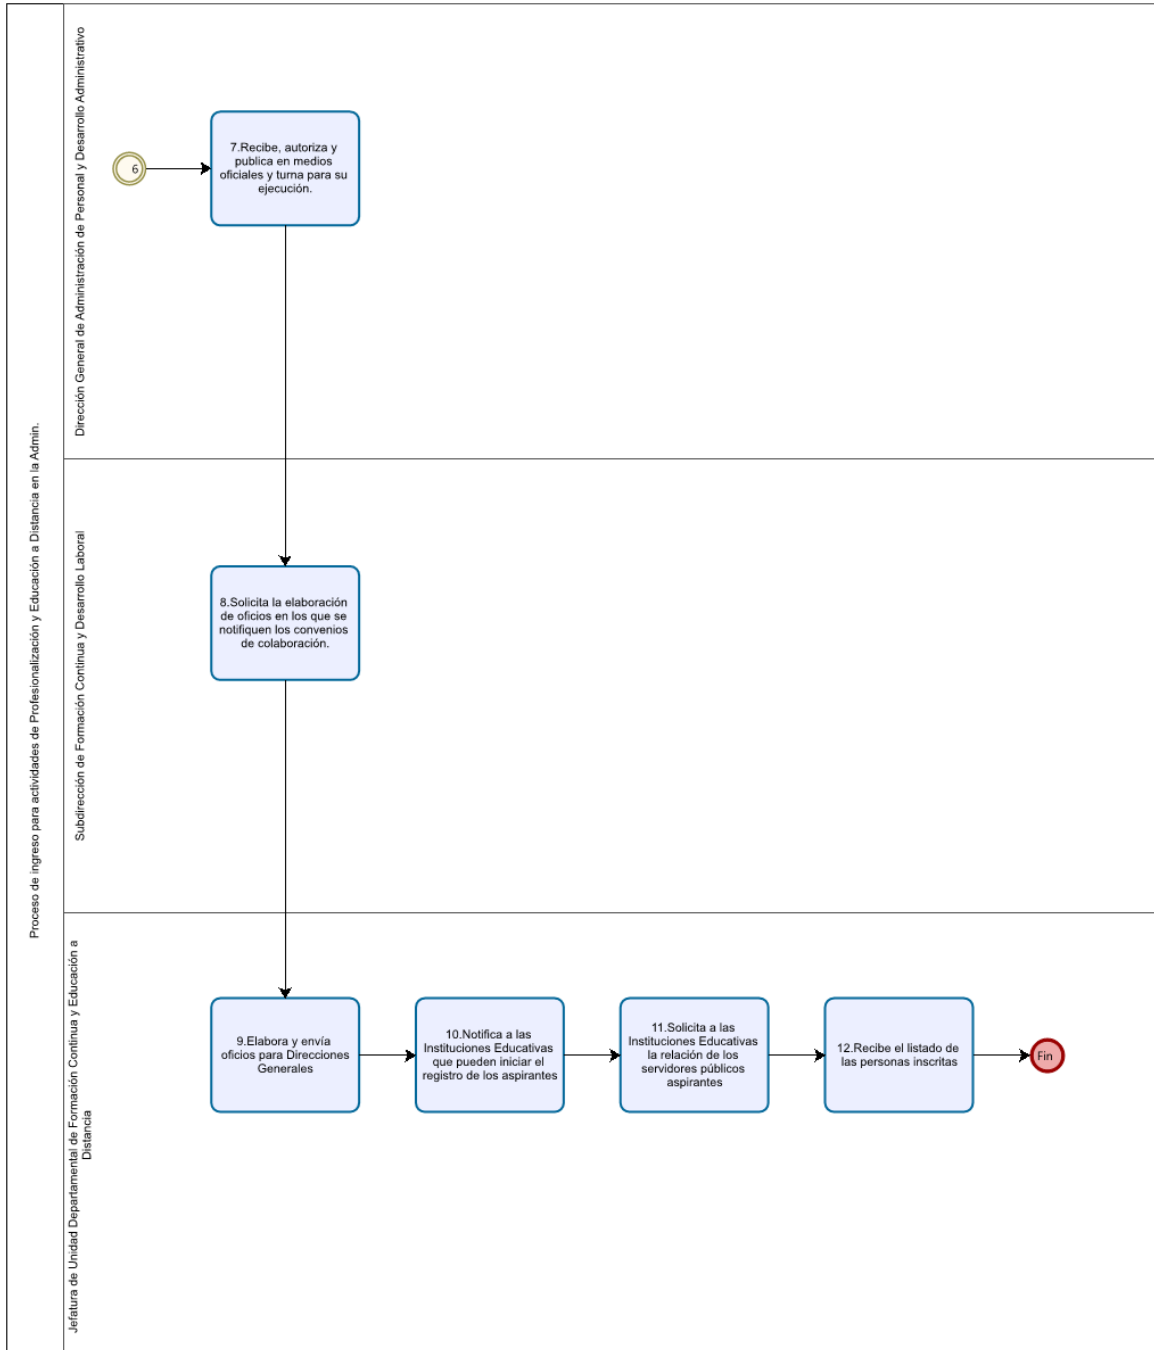 Proceso de ingreso para actividades de Profesionalización y Educación a Distancia en la Admin.
Dirección General de Administración de Personal y Desarrollo Administrativo
6
7.Recibe, autoriza y
publica en medios
oficiales y turna para su
ejecución.
Subdirección de Formación Continua y Desarrollo Laboral
8.Solicita la elaboración
de oficios en los que se
notifiquen los convenios
de colaboración.
Jefatura de Unidad Departamental de Formación Continua y Educación a
Distancia
9.Elabora y envía
oficios para Direcciones
Generales
10.Notifica a las
Instituciones Educativas
que pueden iniciar el
registro de los aspirantes
11.Solicita a las
Instituciones Educativas
la relación de los
servidores públicos
aspirantes
12.Recibe el listado de
las personas inscritas
Fin